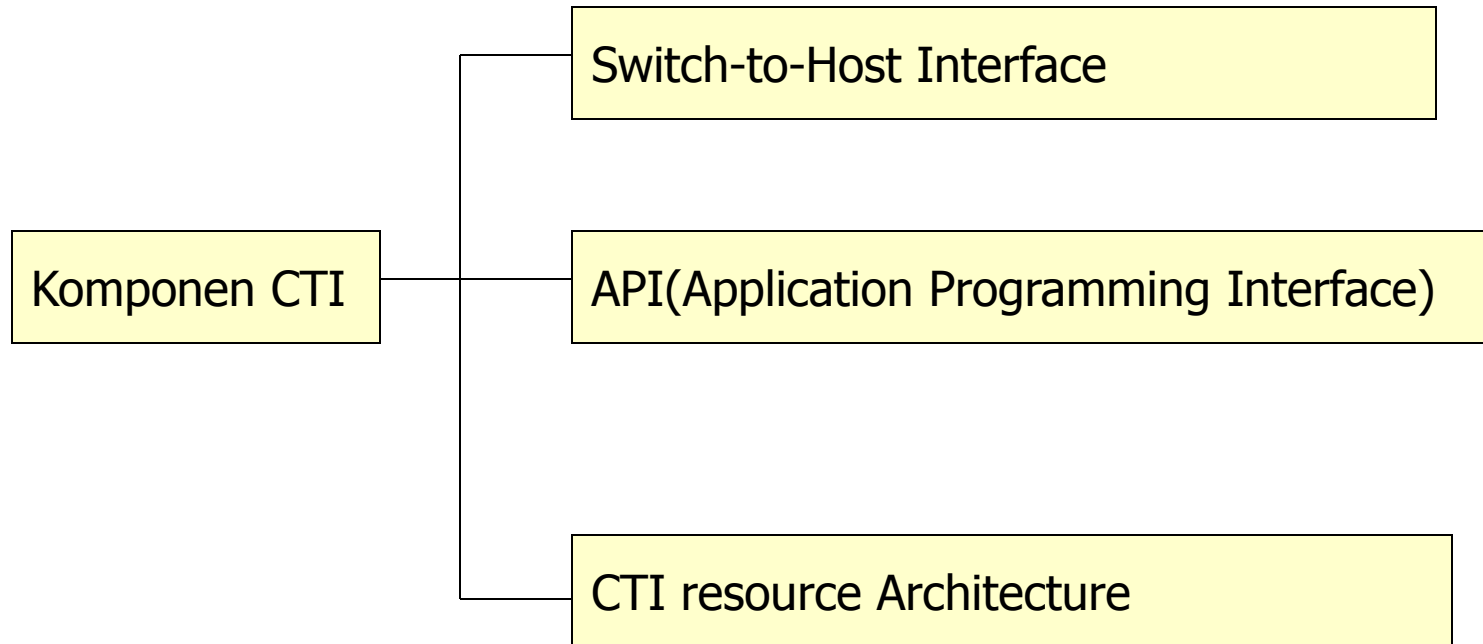 Switch-to-Host Interface
Komponen CTI
API(Application Programming Interface)
CTI resource Architecture